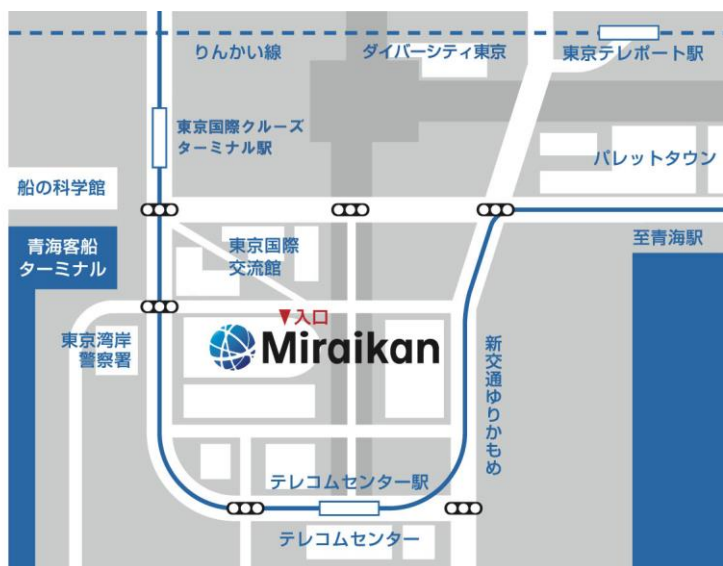 りんかい線
ダイバーシティ東京
東京テレポート駅
東京国際クルーズ
ターミナル駅
パレットタウン
船の科学館
青海客船
ターミナル
東京国際
交流館
至青海駅
▼入口
Miraikan
東京湾岸
警察署
新交通ゆりかもめ
テレコムセンター駅
テレコムセンター